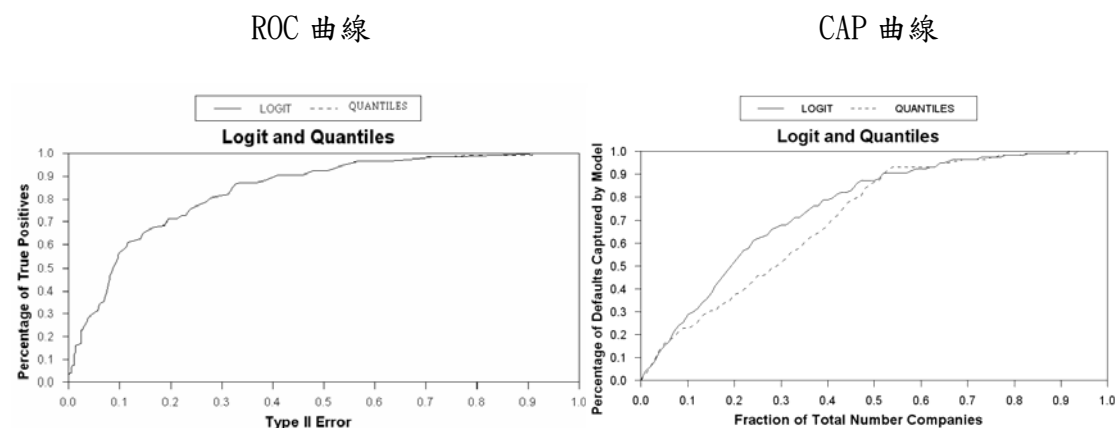 ROC 曲線
CAP 曲線
LOGIT QUANTILES
Logit and Quantiles
Percentage of True Positives
1.0
0.9
0.8
0.7
0.6
0.5
0.4
0.3
0.2
0.1
0.0
0.0 0.1 0.2 0.3 0.4 0.5 0.6 0.7 0.8 0.9 1.0
Type II Error
LOGIT QUANTILES
Logit and Quantiles
Percentage of Defaults Captured by Model
1.0
0.9
0.8
0.7
0.6
0.5
0.4
0.3
0.2
0.1
0.0
0.0 0.1 0.2 0.3 0.4 0.5 0.6 0.7 0.8 0.9 1.0
Fraction of Total Number Companies